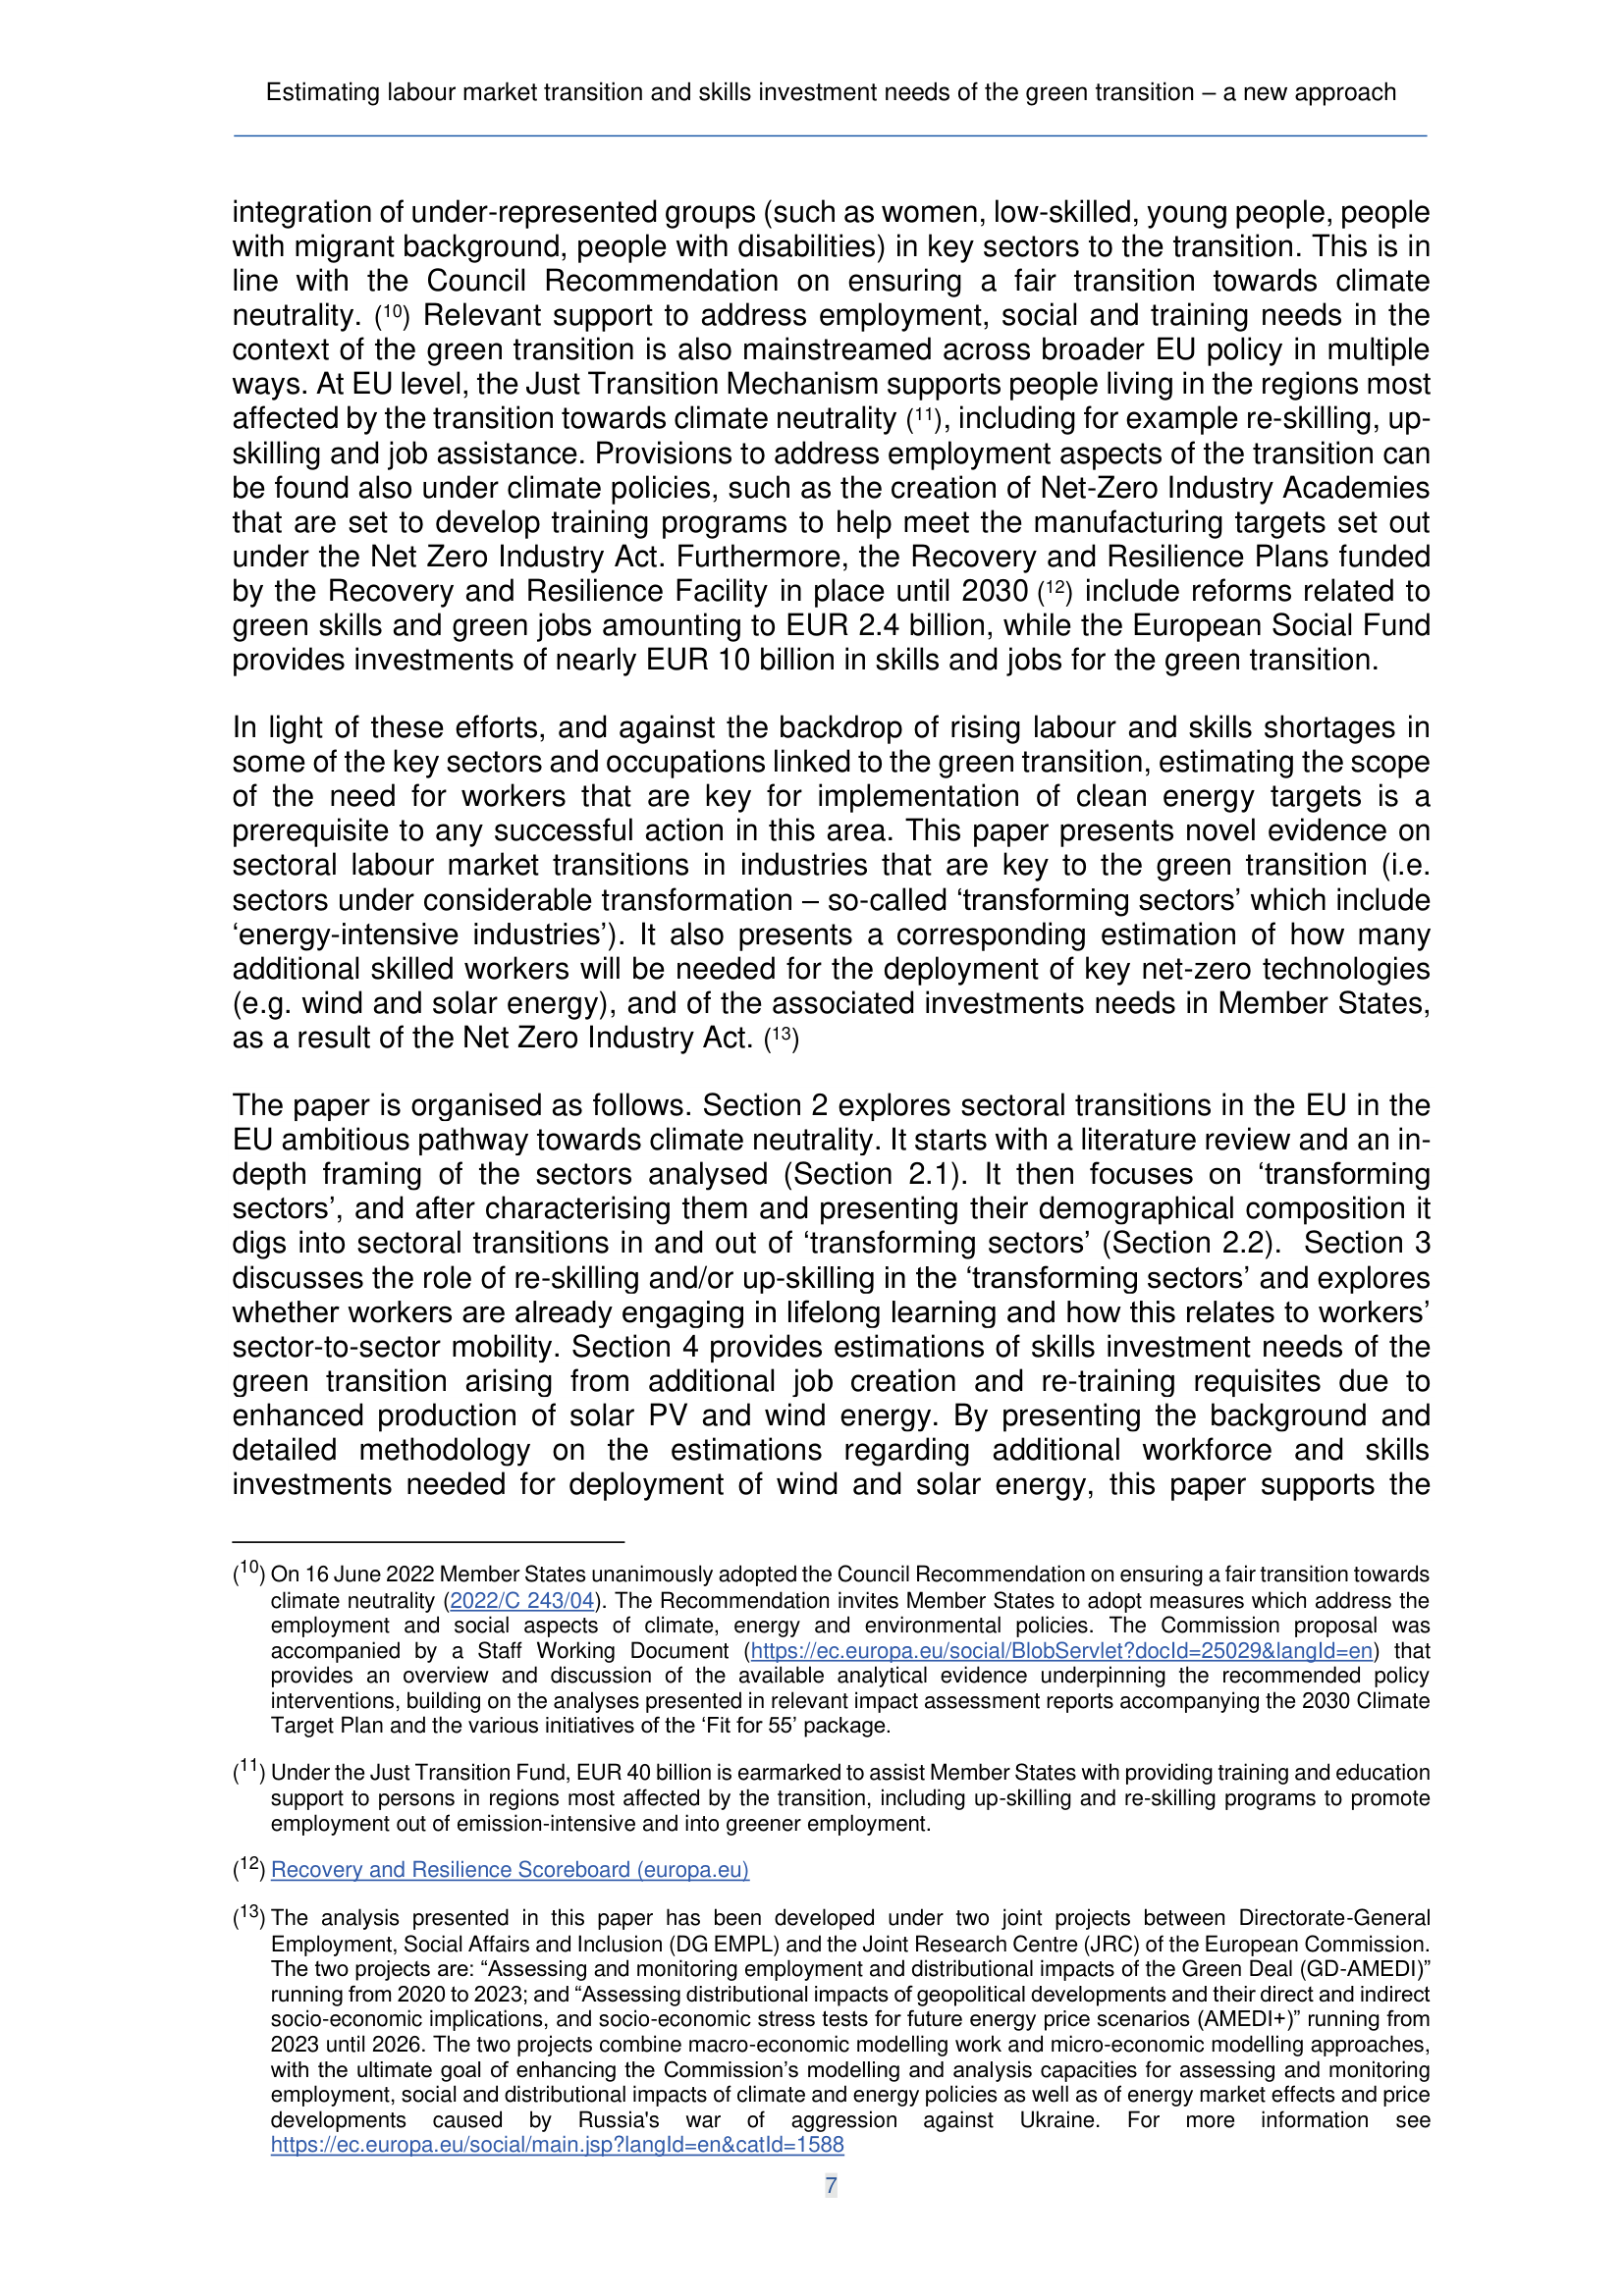 Estimating labour market transition and skills investment needs of the green transition – a new approach
integration of under-represented groups (such as women, low-skilled, young people, people
with migrant background, people with disabilities) in key sectors to the transition. This is in
line with the Council Recommendation on ensuring a fair transition towards climate
neutrality. (10) Relevant support to address employment, social and training needs in the
context of the green transition is also mainstreamed across broader EU policy in multiple
ways. At EU level, the Just Transition Mechanism supports people living in the regions most
affected by the transition towards climate neutrality (11), including for example re-skilling, up-
skilling and job assistance. Provisions to address employment aspects of the transition can
be found also under climate policies, such as the creation of Net-Zero Industry Academies
that are set to develop training programs to help meet the manufacturing targets set out
under the Net Zero Industry Act. Furthermore, the Recovery and Resilience Plans funded
by the Recovery and Resilience Facility in place until 2030 (12) include reforms related to
green skills and green jobs amounting to EUR 2.4 billion, while the European Social Fund
provides investments of nearly EUR 10 billion in skills and jobs for the green transition.
In light of these efforts, and against the backdrop of rising labour and skills shortages in
some of the key sectors and occupations linked to the green transition, estimating the scope
of the need for workers that are key for implementation of clean energy targets is a
prerequisite to any successful action in this area. This paper presents novel evidence on
sectoral labour market transitions in industries that are key to the green transition (i.e.
sectors under considerable transformation – so-called ‘transforming sectors’ which include
‘energy-intensive industries’). It also presents a corresponding estimation of how many
additional skilled workers will be needed for the deployment of key net-zero technologies
(e.g. wind and solar energy), and of the associated investments needs in Member States,
as a result of the Net Zero Industry Act. (13)
The paper is organised as follows. Section 2 explores sectoral transitions in the EU in the
EU ambitious pathway towards climate neutrality. It starts with a literature review and an in-
depth framing of the sectors analysed (Section 2.1). It then focuses on ‘transforming
sectors’, and after characterising them and presenting their demographical composition it
digs into sectoral transitions in and out of ‘transforming sectors’ (Section 2.2). Section 3
discusses the role of re-skilling and/or up-skilling in the ‘transforming sectors’ and explores
whether workers are already engaging in lifelong learning and how this relates to workers’
sector-to-sector mobility. Section 4 provides estimations of skills investment needs of the
green transition arising from additional job creation and re-training requisites due to
enhanced production of solar PV and wind energy. By presenting the background and
detailed methodology on the estimations regarding additional workforce and skills
investments needed for deployment of wind and solar energy, this paper supports the
(10) On 16 June 2022 Member States unanimously adopted the Council Recommendation on ensuring a fair transition towards
climate neutrality (2022/C 243/04). The Recommendation invites Member States to adopt measures which address the
employment and social aspects of climate, energy and environmental policies. The Commission proposal was
accompanied by a Staff Working Document (https://ec.europa.eu/social/BlobServlet?docId=25029&langId=en) that
provides an overview and discussion of the available analytical evidence underpinning the recommended policy
interventions, building on the analyses presented in relevant impact assessment reports accompanying the 2030 Climate
Target Plan and the various initiatives of the ‘Fit for 55’ package.
(11) Under the Just Transition Fund, EUR 40 billion is earmarked to assist Member States with providing training and education
support to persons in regions most affected by the transition, including up-skilling and re-skilling programs to promote
employment out of emission-intensive and into greener employment.
(12) Recovery and Resilience Scoreboard (europa.eu)
(13) The analysis presented in this paper has been developed under two joint projects between Directorate-General
Employment, Social Affairs and Inclusion (DG EMPL) and the Joint Research Centre (JRC) of the European Commission.
The two projects are: “Assessing and monitoring employment and distributional impacts of the Green Deal (GD-AMEDI)”
running from 2020 to 2023; and “Assessing distributional impacts of geopolitical developments and their direct and indirect
socio-economic implications, and socio-economic stress tests for future energy price scenarios (AMEDI+)” running from
2023 until 2026. The two projects combine macro-economic modelling work and micro-economic modelling approaches,
with the ultimate goal of enhancing the Commission’s modelling and analysis capacities for assessing and monitoring
employment, social and distributional impacts of climate and energy policies as well as of energy market effects and price
developments caused by Russia's war of aggression against Ukraine. For more information see
https://ec.europa.eu/social/main.jsp?langId=en&catId=1588
7